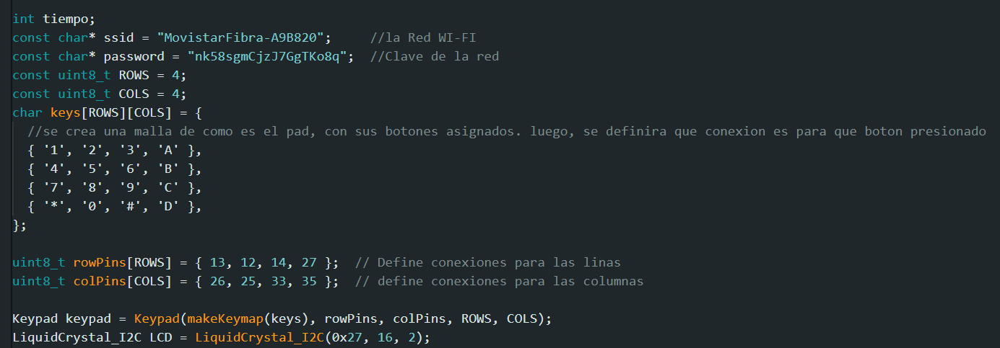 int tiempo;
const char* ssid = "MovistarFibra-A9B820";     //la Red WI-FI
const char* password = "nk58sgmCjzJ7GgTKo8q";  //Clave de la red
const uint8_t ROWS = 4;
const uint8_t COLS = 4;
char keys[ROWS][COLS] = {
  //se crea una malla de como es el pad, con sus botones asignados. luego, se definira que conexion es para que boton presionado
  { '1', '2', '3', 'A' },
  { '4', '5', '6', 'B' },
  { '7', '8', '9', 'C' },
  { '*', '0', '#', 'D' },
};
uint8_t rowPins[ROWS] = { 13, 12, 14, 27 };  // Define conexiones para las linas
uint8_t colPins[COLS] = { 26, 25, 33, 35 };  // define conexiones para las columnas
Keypad keypad = Keypad(makeKeymap(keys), rowPins, colPins, ROWS, COLS);
LiquidCrystal_I2C LCD = LiquidCrystal_I2C(0x27, 16, 2);